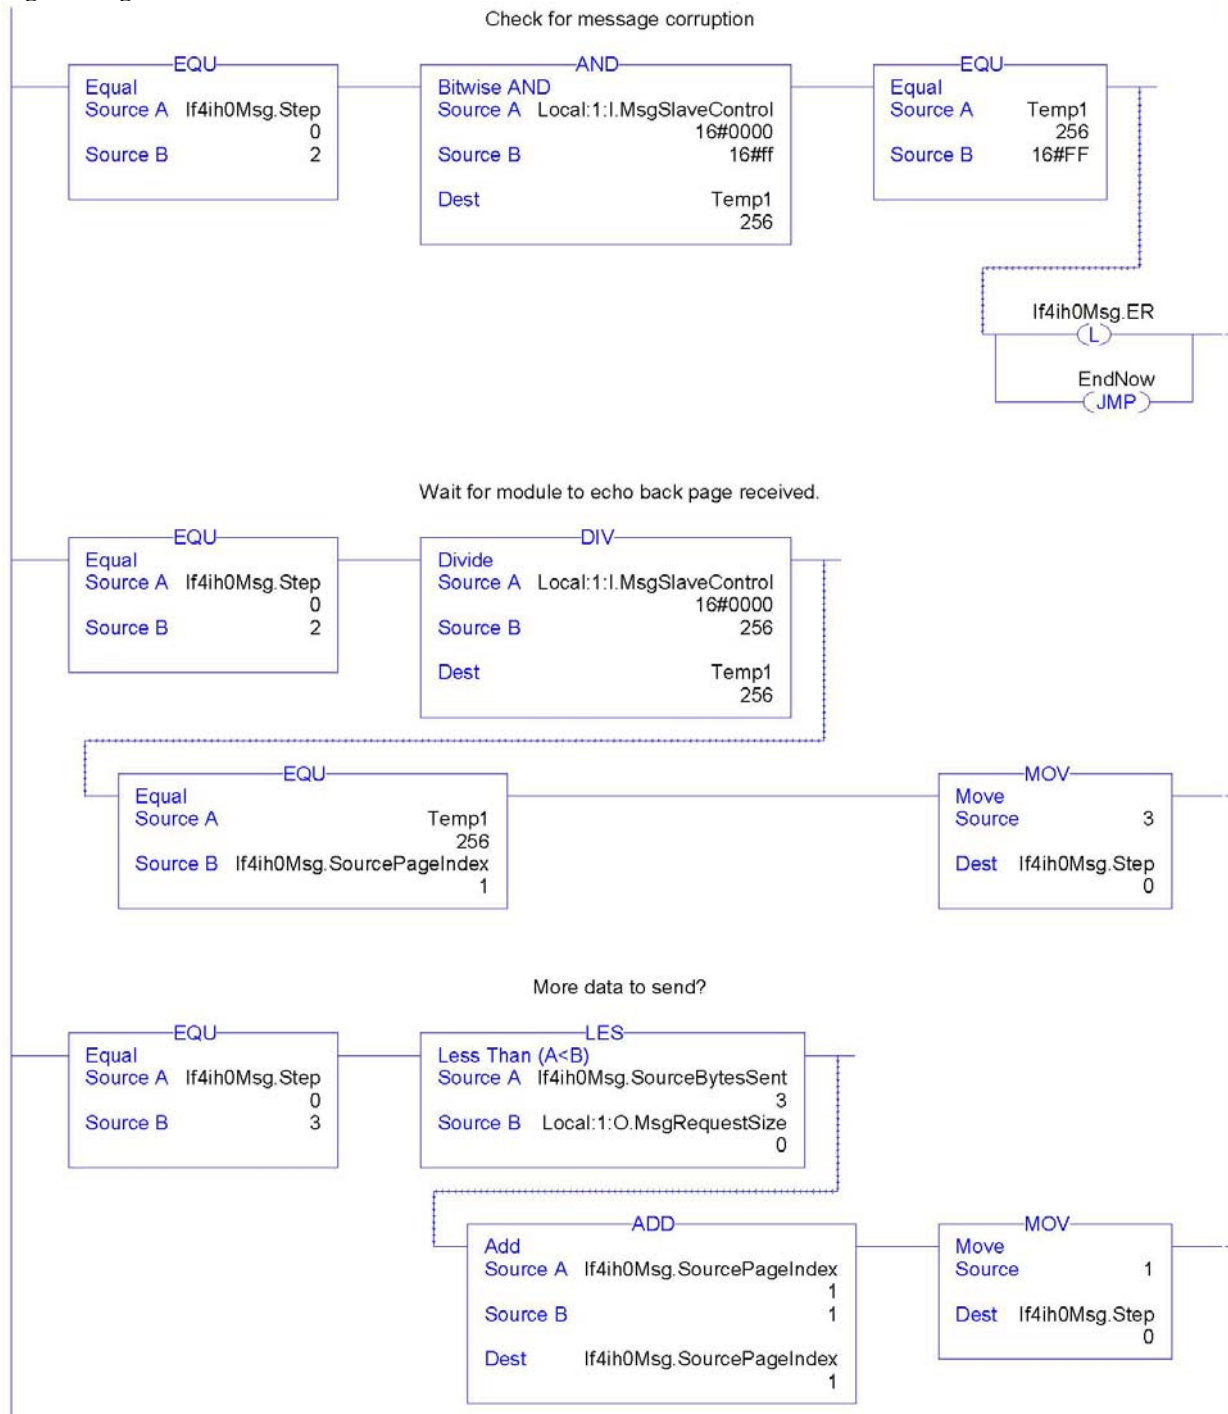 Check for message corruption
EQU
Equal
Source A If4ih0Msg.Step
0
Source B 2
AND
Bitwise AND
Source A Local:1:I.MsgSlaveControl
16#0000
Source B 16#ff
Dest Temp1
256
EQU
Equal
Source A Temp1
256
Source B 16#FF
If4ih0Msg.ER
L
EndNow
JMP
Wait for module to echo back page received.
EQU
Equal
Source A If4ih0Msg.Step
0
Source B 2
DIV
Divide
Source A Local:1:I.MsgSlaveControl
16#0000
Source B 256
Dest Temp1
256
EQU
Equal
Source A Temp1
256
Source B If4ih0Msg.SourcePageIndex
1
MOV
Move
Source 3
Dest If4ih0Msg.Step
0
More data to send?
EQU
Equal
Source A If4ih0Msg.Step
0
Source B 3
LES
Less Than (A<B)
Source A If4ih0Msg.SourceBytesSent
3
Source B Local:1:O.MsgRequestSize
0
ADD
Add
Source A If4ih0Msg.SourcePageIndex
1
Source B 1
Dest If4ih0Msg.SourcePageIndex
1
MOV
Move
Source 1
Dest If4ih0Msg.Step
0